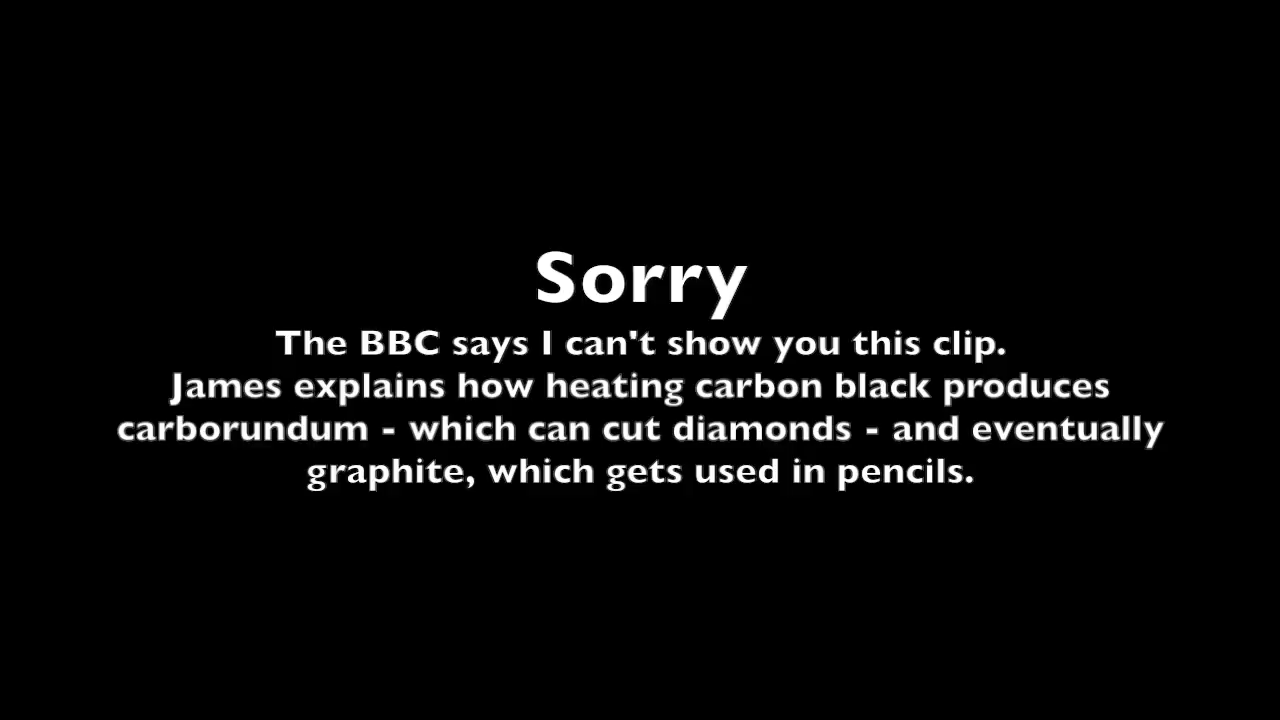 Sorry
The BBC says I can't show you this clip.
James explains how heating carbon black produces
carborundum - which can cut diamonds - and eventually
graphite, which gets used in pencils.